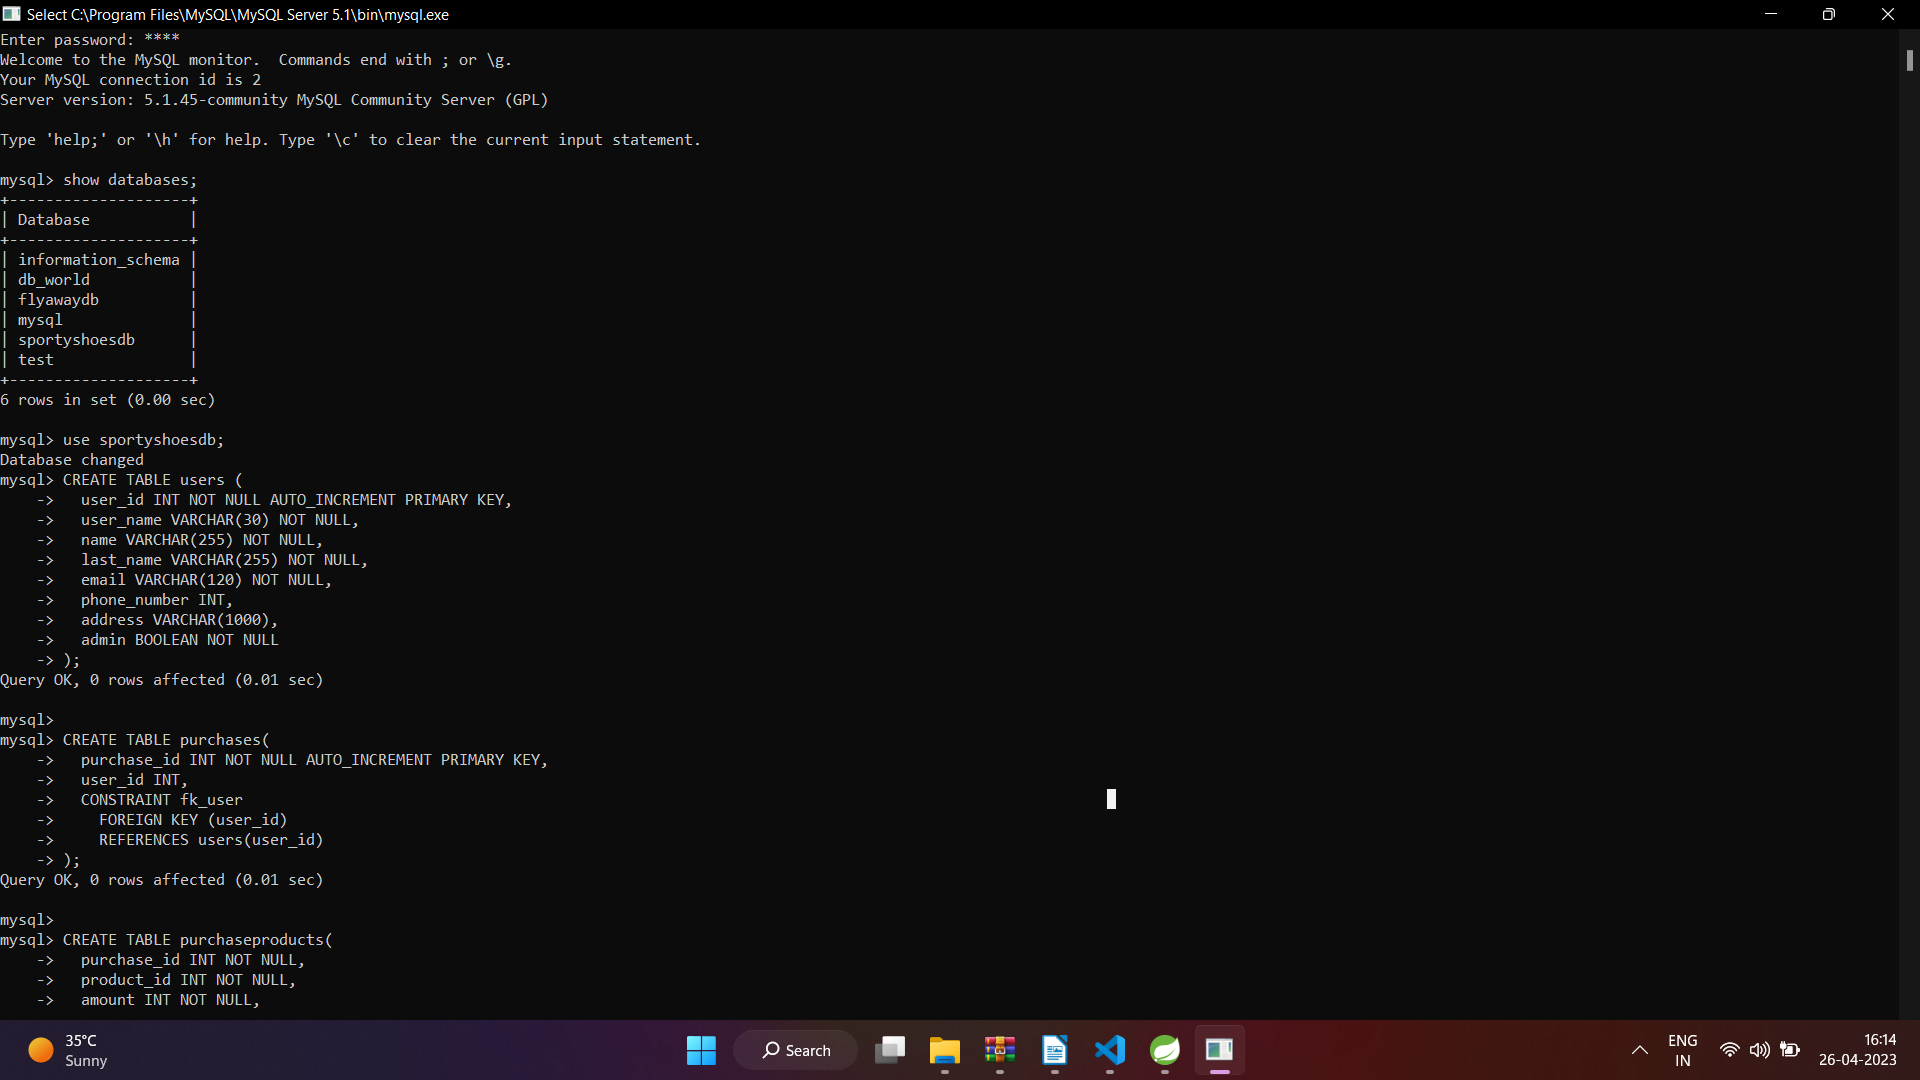 Select C:\Program Files\MySQL\MySQL Server 5.1\bin\mysql.exe
Enter password: ****
Welcome to the MySQL monitor.  Commands end with ; or \g.
Your MySQL connection id is 2
Server version: 5.1.45-community MySQL Community Server (GPL)
Type 'help;' or '\h' for help. Type '\c' to clear the current input statement.
mysql> show databases;
+--------------------+
| Database           |
+--------------------+
| information_schema |
| db_world           |
| flyawaydb          |
| mysql              |
| sportyshoesdb      |
| test               |
+--------------------+
6 rows in set (0.00 sec)
mysql> use sportyshoesdb;
Database changed
mysql> CREATE TABLE users (
    ->   user_id INT NOT NULL AUTO_INCREMENT PRIMARY KEY,
    ->   user_name VARCHAR(30) NOT NULL,
    ->   name VARCHAR(255) NOT NULL,
    ->   last_name VARCHAR(255) NOT NULL,
    ->   email VARCHAR(120) NOT NULL,
    ->   phone_number INT,
    ->   address VARCHAR(1000),
    ->   admin BOOLEAN NOT NULL
    -> );
Query OK, 0 rows affected (0.01 sec)
mysql>
mysql> CREATE TABLE purchases(
    ->   purchase_id INT NOT NULL AUTO_INCREMENT PRIMARY KEY,
    ->   user_id INT,
    ->   CONSTRAINT fk_user
    ->     FOREIGN KEY (user_id)
    ->     REFERENCES users(user_id)
    -> );
Query OK, 0 rows affected (0.01 sec)
mysql>
mysql> CREATE TABLE purchaseproducts(
    ->   purchase_id INT NOT NULL,
    ->   product_id INT NOT NULL,
    ->   amount INT NOT NULL,
35°C
Sunny
Search
ENG
IN
16:14
26-04-2023